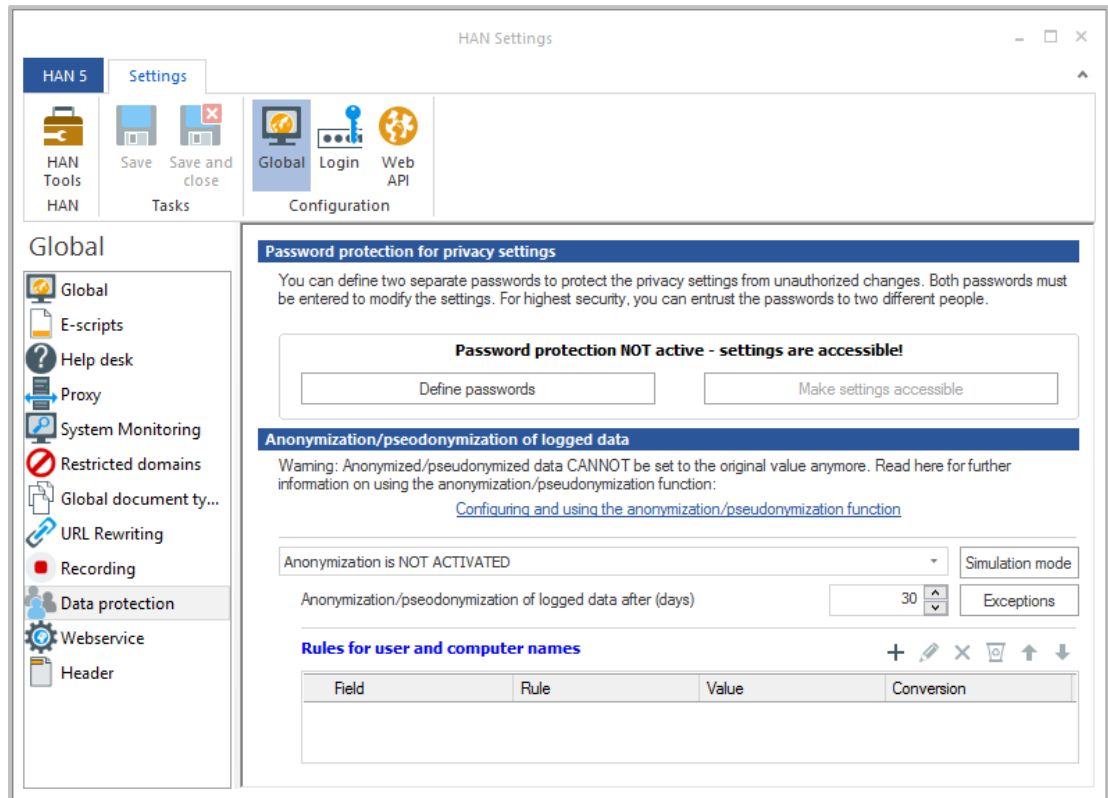 HAN Settings
HAN 5
Settings
HAN Tools
Save
Save and close
Global
Login
Web API
HAN
Tasks
Configuration
Global
Global
E-scripts
Help desk
Proxy
System Monitoring
Restricted domains
Global document ty...
URL Rewriting
Recording
Data protection
Webservice
Header
Password protection for privacy settings
You can define two separate passwords to protect the privacy settings from unauthorized changes. Both passwords must
be entered to modify the settings. For highest security, you can entrust the passwords to two different people.
Password protection NOT active - settings are accessible!
Define passwords
Make settings accessible
Anonymization/pseodonymization of logged data
Warning: Anonymized/pseudonymized data CANNOT be set to the original value anymore. Read here for further
information on using the anonymization/pseudonymization function:
Configuring and using the anonymization/pseudonymization function
Anonymization is NOT ACTIVATED
Simulation mode
Anonymization/pseodonymization of logged data after (days)
30
Exceptions
Rules for user and computer names
Field
Rule
Value
Conversion